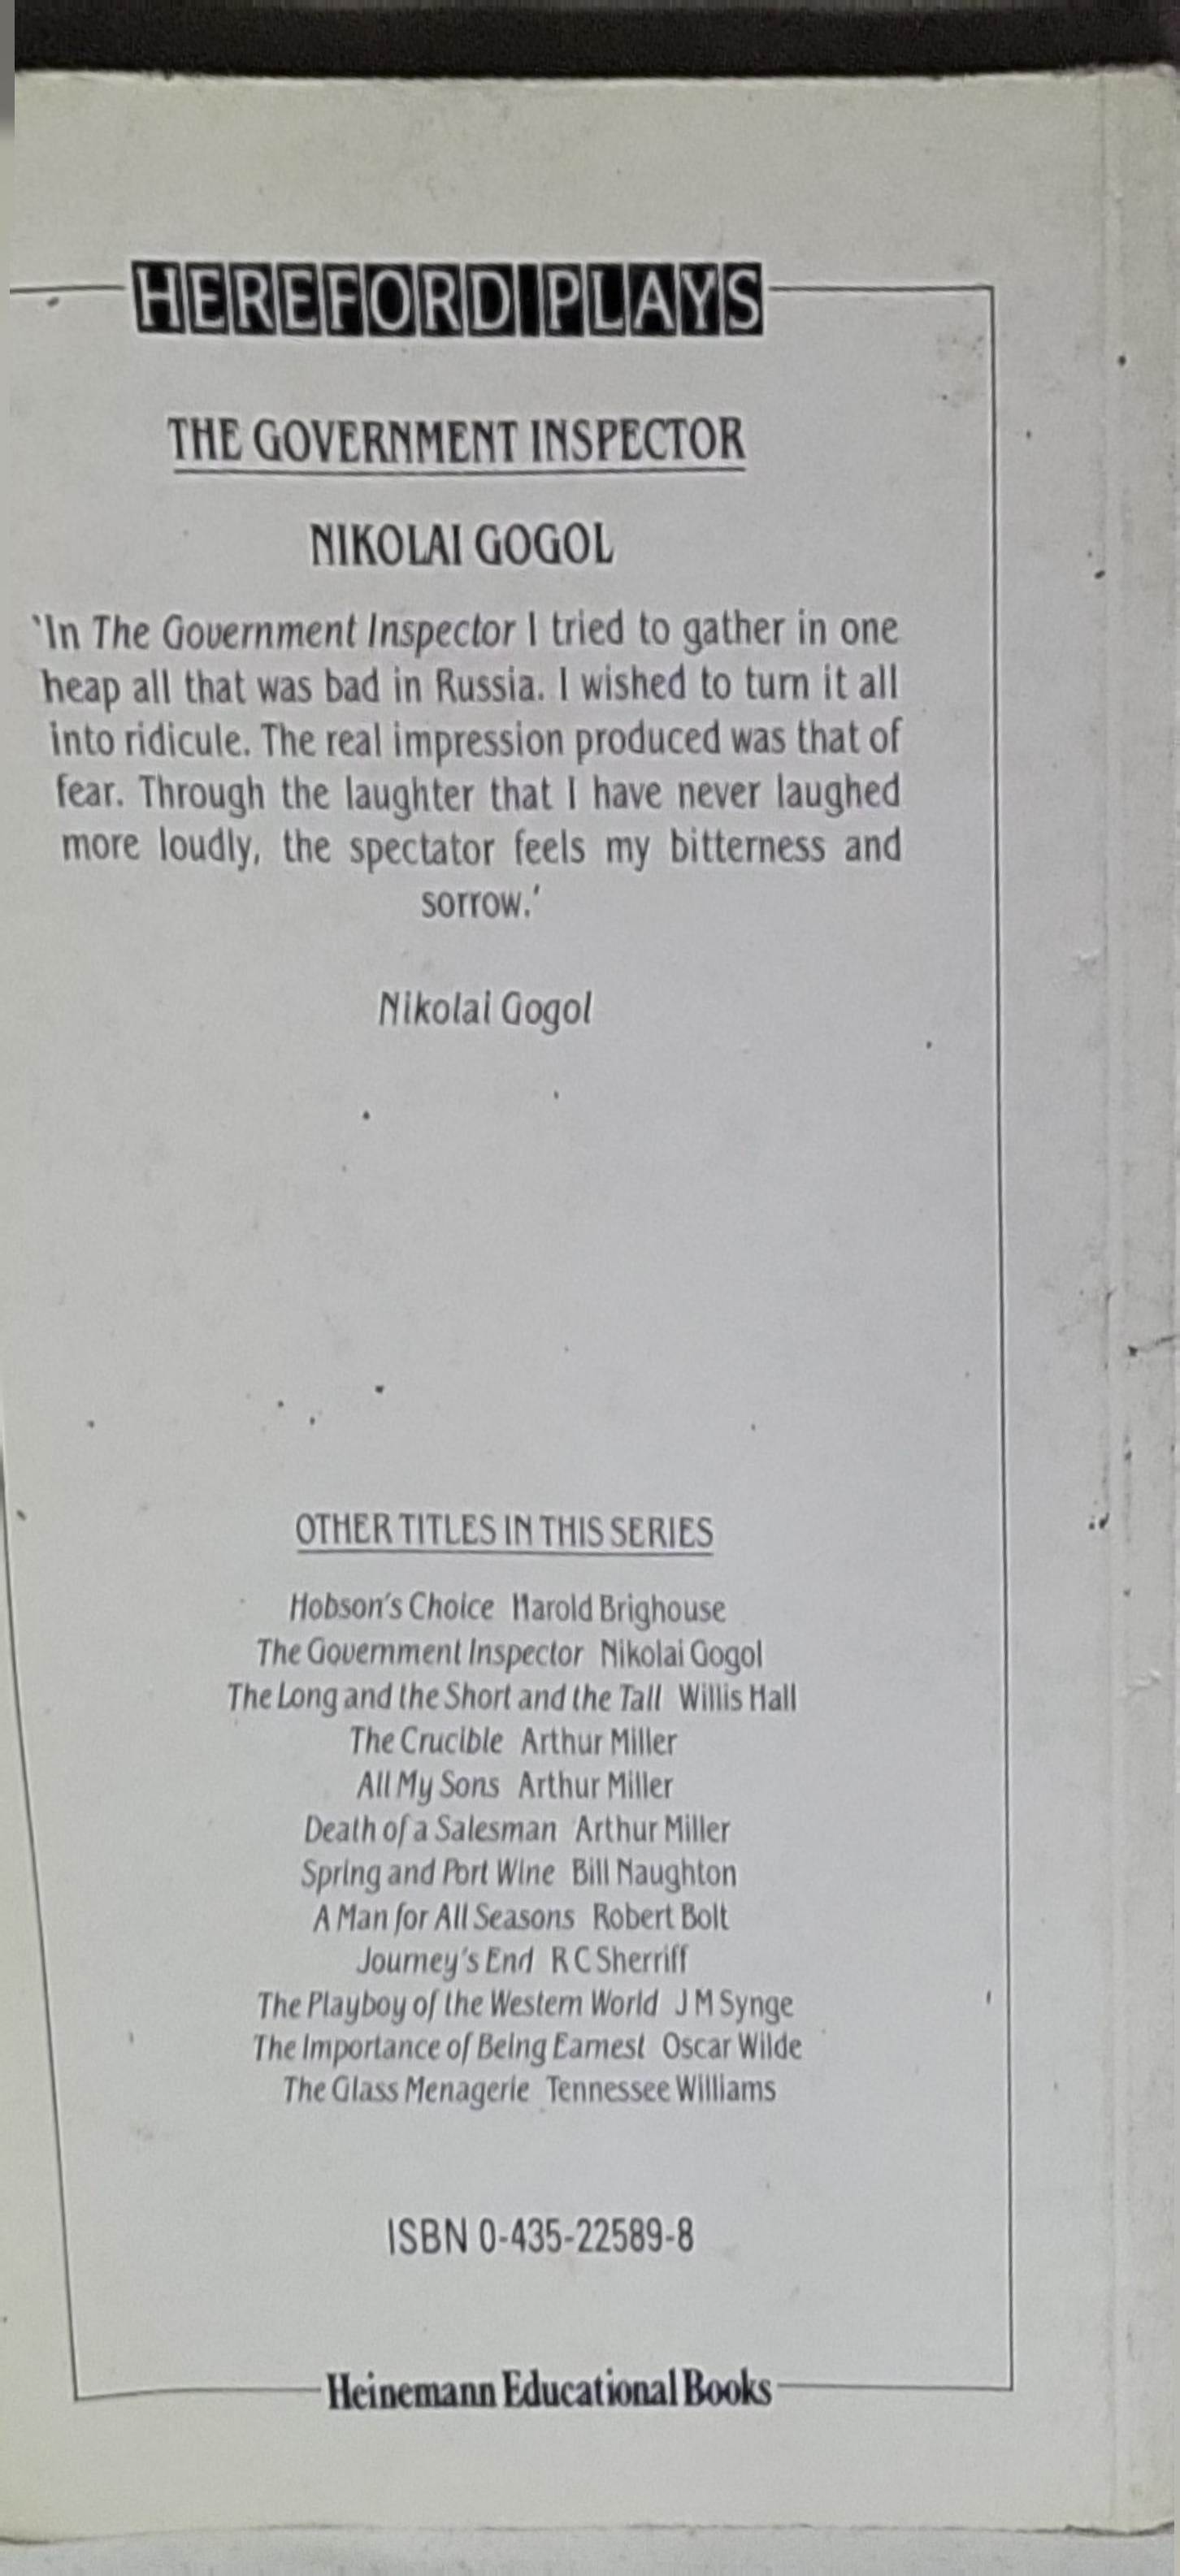 HEREFORD PLAYS
THE GOVERNMENT INSPECTOR
NIKOLAI GOGOL
'In The Government Inspector I tried to gather in one
heap all that was bad in Russia. I wished to turn it all
into ridicule. The real impression produced was that of
fear. Through the laughter that I have never laughed
more loudly, the spectator feels my bitterness and
sorrow.'
Nikolai Gogol
OTHER TITLES IN THIS SERIES
Hobson's Choice Harold Brighouse
The Government Inspector Nikolai Gogol
The Long and the Short and the Tall Willis Hall
The Crucible Arthur Miller
All My Sons Arthur Miller
Death of a Salesman Arthur Miller
Spring and Port Wine Bill Naughton
A Man for All Seasons Robert Bolt
Journey's End R C Sherriff
The Playboy of the Western World J M Synge
The Importance of Being Earnest Oscar Wilde
The Glass Menagerie Tennessee Williams
ISBN 0-435-22589-8
Heinemann Educational Books